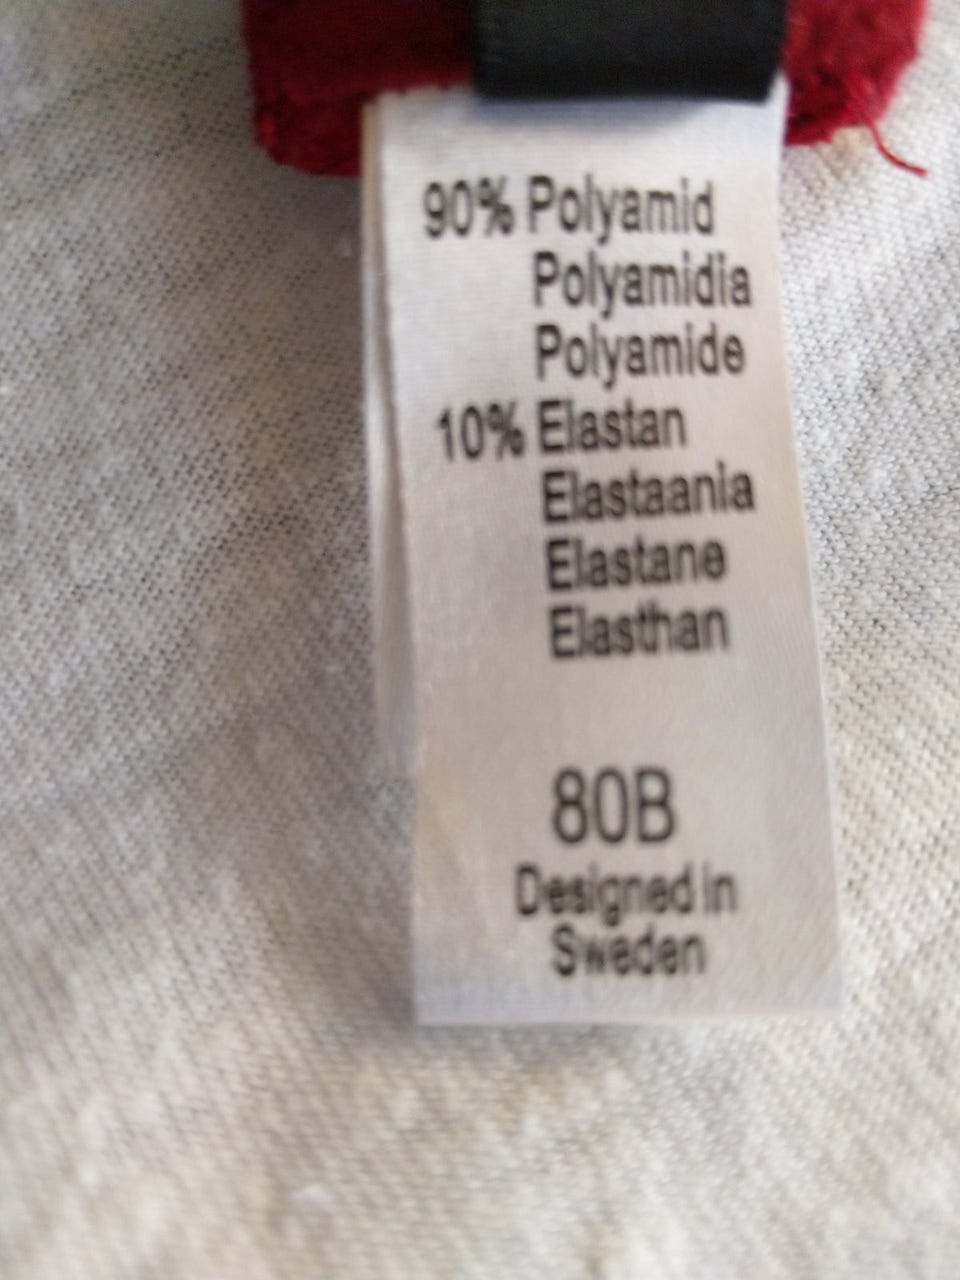 90% Polyamid
Polyamidia
Polyamide
10% Elastan
Elastaania
Elastane
Elasthan
80B
Designed in
Sweden